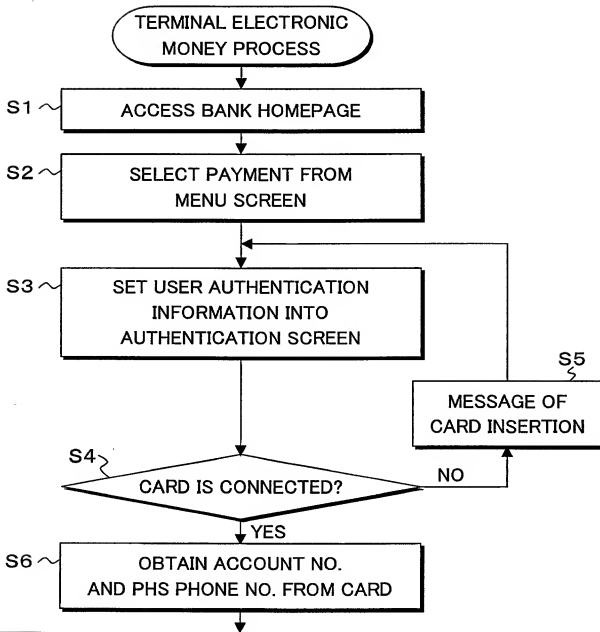 TERMINAL ELECTRONIC
MONEY PROCESS
S1
ACCESS BANK HOMEPAGE
S2
SELECT PAYMENT FROM
MENU SCREEN
S3
SET USER AUTHENTICATION
INFORMATION INTO
AUTHENTICATION SCREEN
S5
MESSAGE OF
CARD INSERTION
S4
CARD IS CONNECTED?
NO
YES
S6
OBTAIN ACCOUNT NO.
AND PHS PHONE NO. FROM CARD